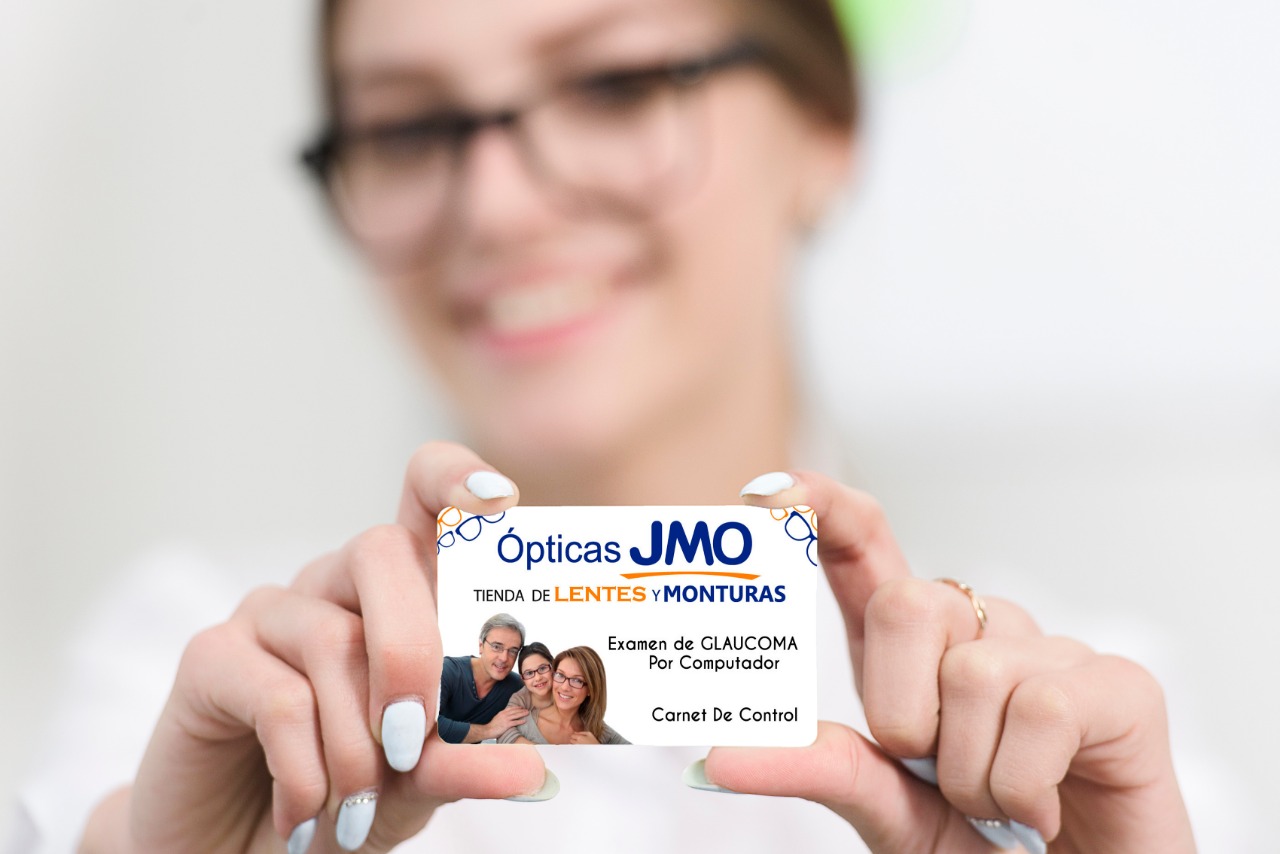 Ópticas JMO
TIENDA DE LENTES Y MONTURAS
Examen de GLAUCOMA
Por Computador
Carnet De Control